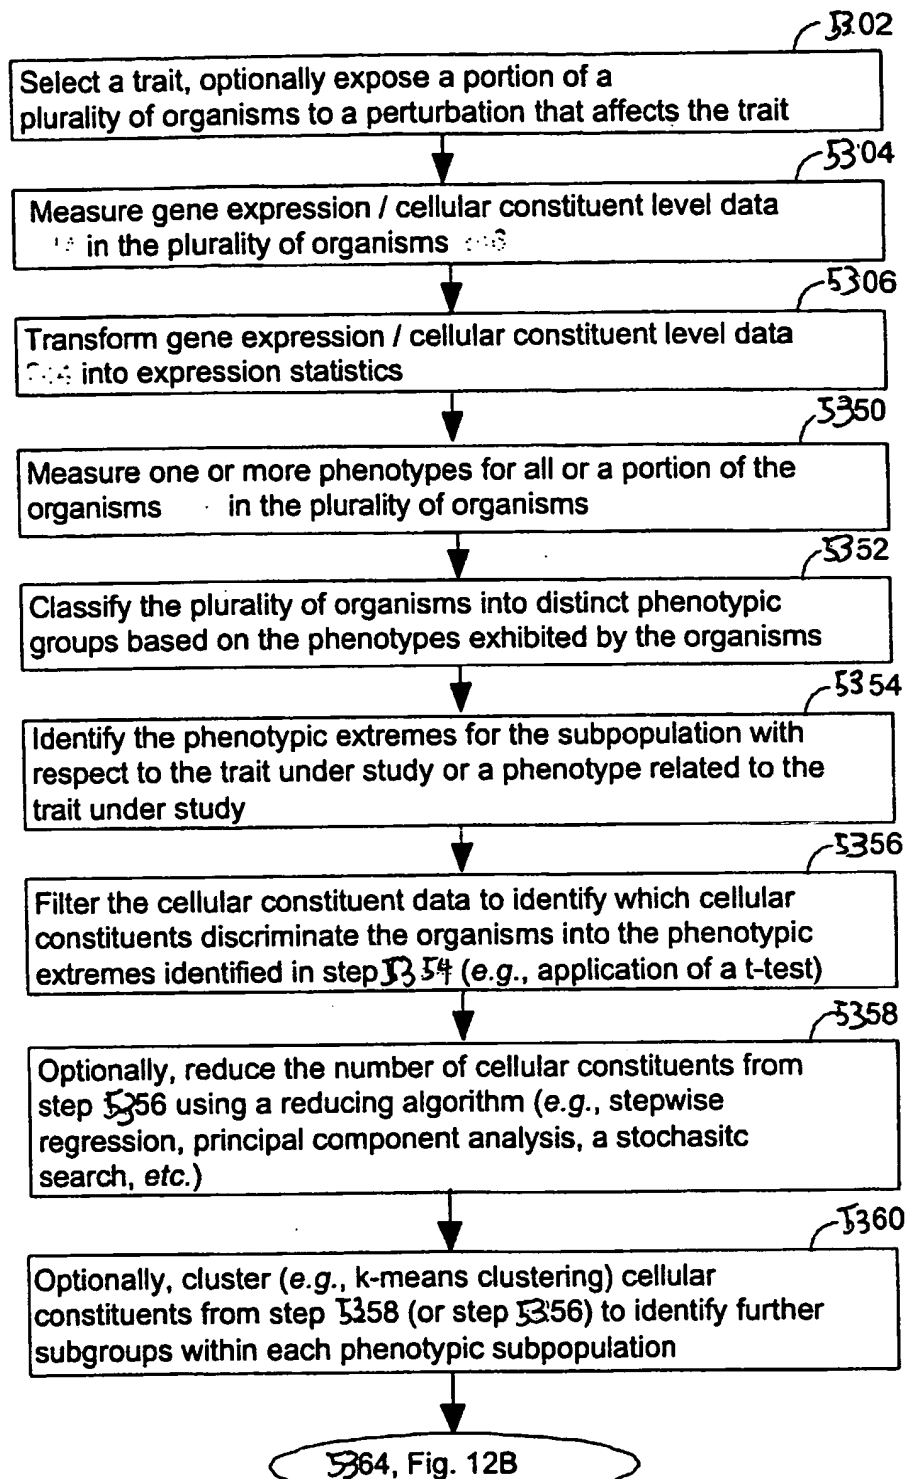 5302
Select a trait, optionally expose a portion of a
plurality of organisms to a perturbation that affects the trait
5304
Measure gene expression / cellular constituent level data
in the plurality of organisms
5306
Transform gene expression / cellular constituent level data
into expression statistics
5350
Measure one or more phenotypes for all or a portion of the
organisms in the plurality of organisms
5352
Classify the plurality of organisms into distinct phenotypic
groups based on the phenotypes exhibited by the organisms
5354
Identify the phenotypic extremes for the subpopulation with
respect to the trait under study or a phenotype related to the
trait under study
5356
Filter the cellular constituent data to identify which cellular
constituents discriminate the organisms into the phenotypic
extremes identified in step 5354 (e.g., application of a t-test)
5358
Optionally, reduce the number of cellular constituents from
step 5356 using a reducing algorithm (e.g., stepwise
regression, principal component analysis, a stochasitc
search, etc.)
5360
Optionally, cluster (e.g., k-means clustering) cellular
constituents from step 5358 (or step 5356) to identify further
subgroups within each phenotypic subpopulation
5364, Fig. 12B